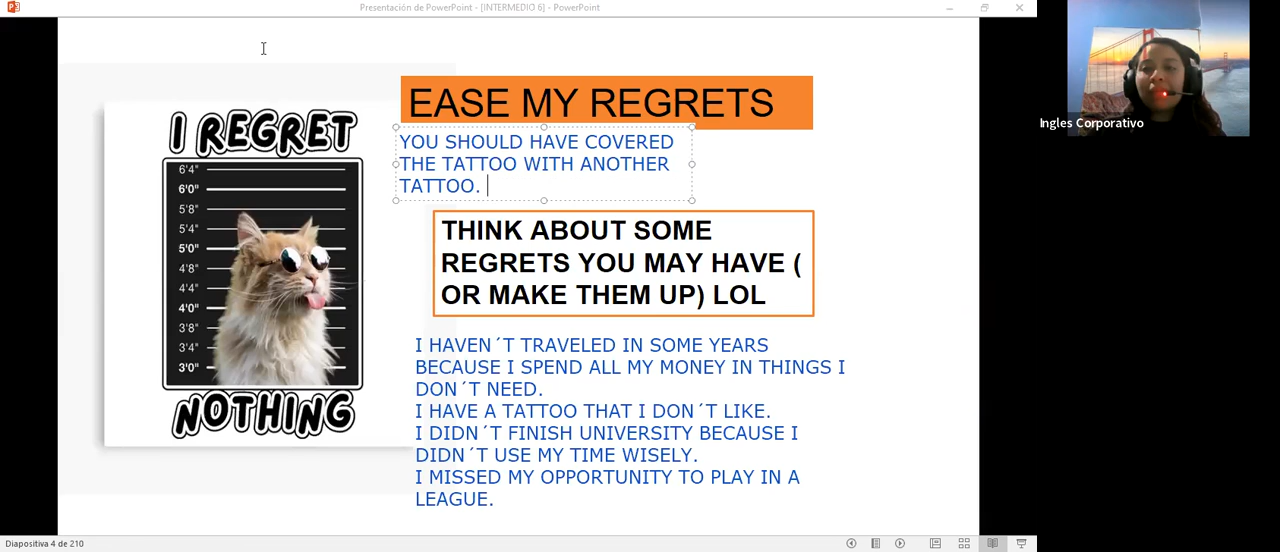 Presentación de PowerPoint - [INTERMEDIO 6] - PowerPoint
Ingles Corporativo
EASE MY REGRETS
YOU SHOULD HAVE COVERED
THE TATTOO WITH ANOTHER
TATTOO.
I REGRET
6'4"
6'0"
5'8"
5'4"
5'0"
4'8"
4'4"
4'0"
3'8"
3'4"
3'0"
NOTHING
THINK ABOUT SOME
REGRETS YOU MAY HAVE (
OR MAKE THEM UP) LOL
I HAVEN´T TRAVELED IN SOME YEARS
BECAUSE I SPEND ALL MY MONEY IN THINGS I
DON´T NEED.
I HAVE A TATTOO THAT I DON´T LIKE.
I DIDN´T FINISH UNIVERSITY BECAUSE I
DIDN´T USE MY TIME WISELY.
I MISSED MY OPPORTUNITY TO PLAY IN A
LEAGUE.
Diapositiva 4 de 210